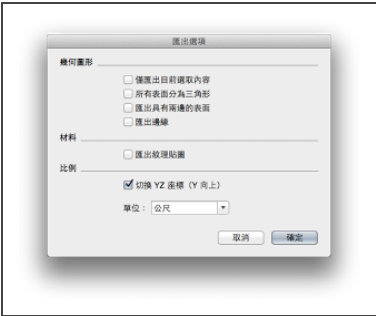 匯出選項
幾何圖形
僅匯出目前選取內容
所有表面分為三角形
匯出具有兩邊的表面
匯出邊線
材料
匯出紋理貼圖
比例
切換 YZ 座標（Y 向上）
單位： 公尺
取消 確定